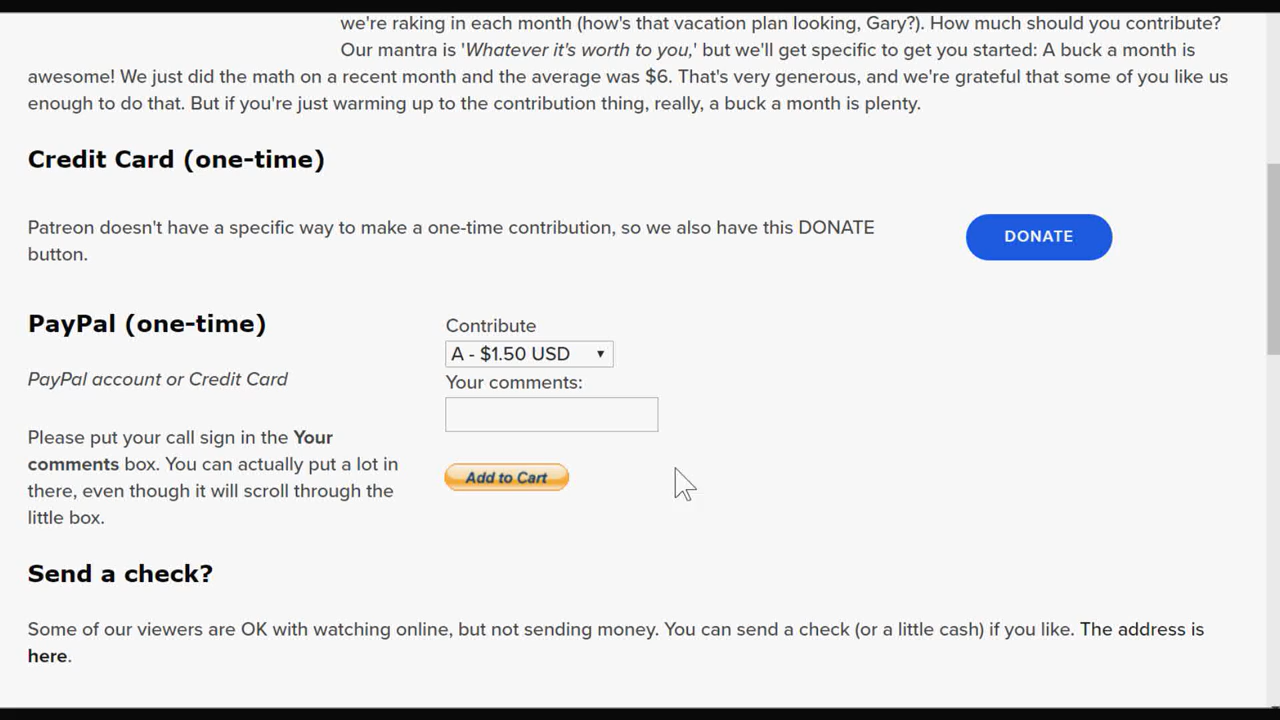 we're raking in each month (how's that vacation plan looking, Gary?). How much should you contribute?
Our mantra is 'Whatever it's worth to you,' but we'll get specific to get you started: A buck a month is
awesome! We just did the math on a recent month and the average was $6. That's very generous, and we're grateful that some of you like us
enough to do that. But if you're just warming up to the contribution thing, really, a buck a month is plenty.
Credit Card (one-time)
Patreon doesn't have a specific way to make a one-time contribution, so we also have this DONATE
button.
DONATE
PayPal (one-time)
PayPal account or Credit Card
Please put your call sign in the Your
comments box. You can actually put a lot in
there, even though it will scroll through the
little box.
Contribute
A - $1.50 USD
Your comments:
Add to Cart
Send a check?
Some of our viewers are OK with watching online, but not sending money. You can send a check (or a little cash) if you like. The address is
here.